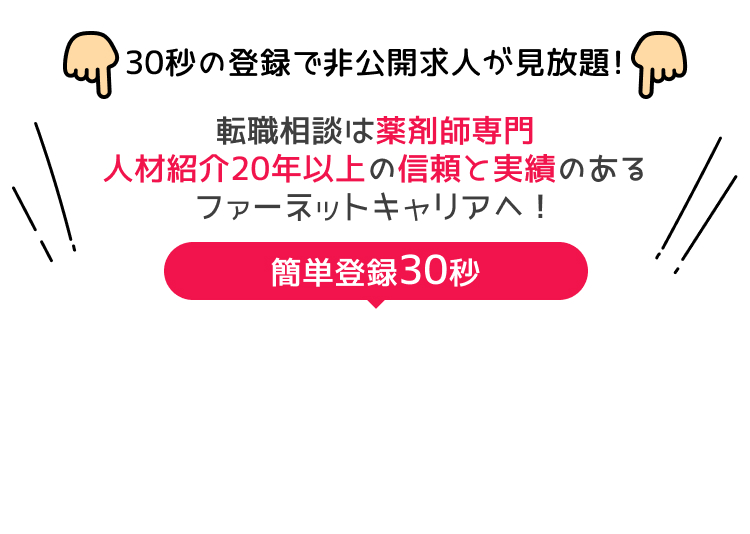 30秒の登録で非公開求人が見放題!
転職相談は薬剤師専門
人材紹介20年以上の信頼と実績のある
ファーネットキャリアへ！
簡単登録30秒